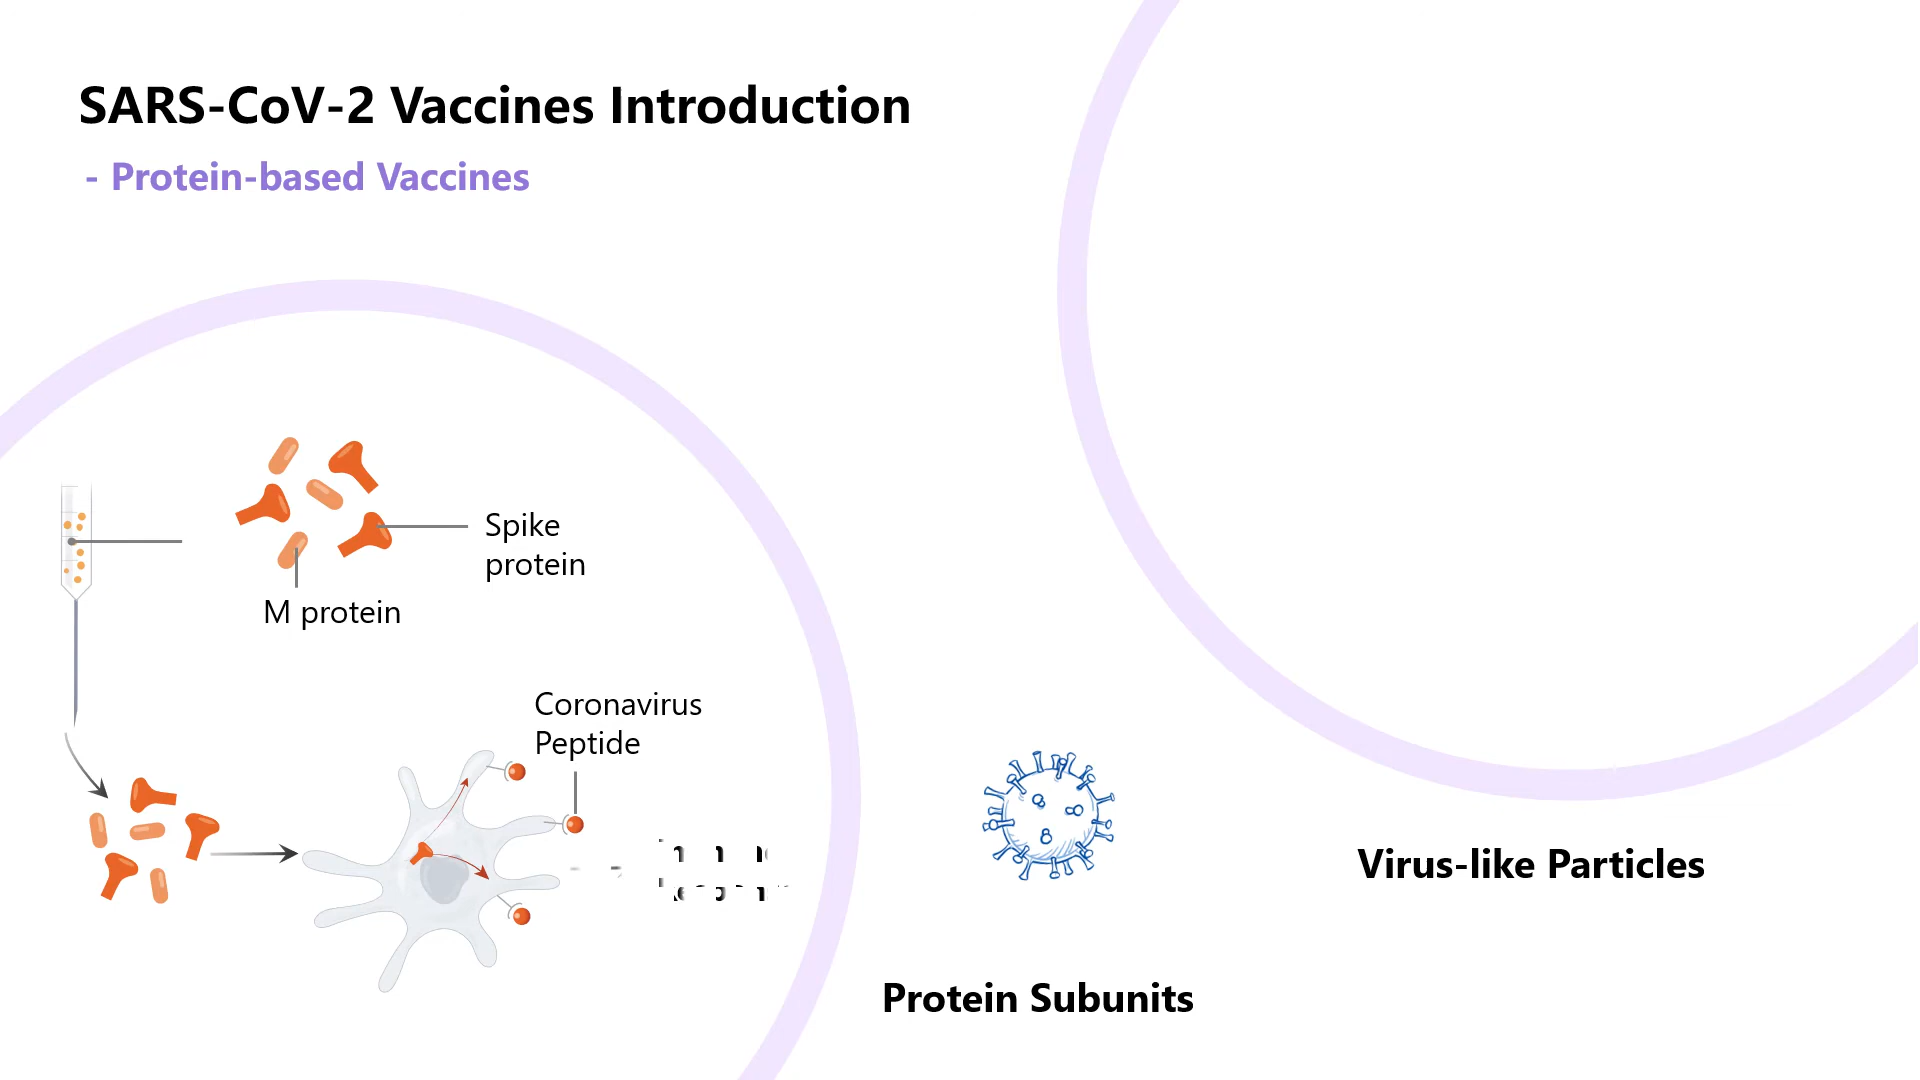 SARS-CoV-2 Vaccines Introduction
- Protein-based Vaccines
Spike
protein
M protein
Coronavirus
Peptide
Virus-like Particles
Protein Subunits